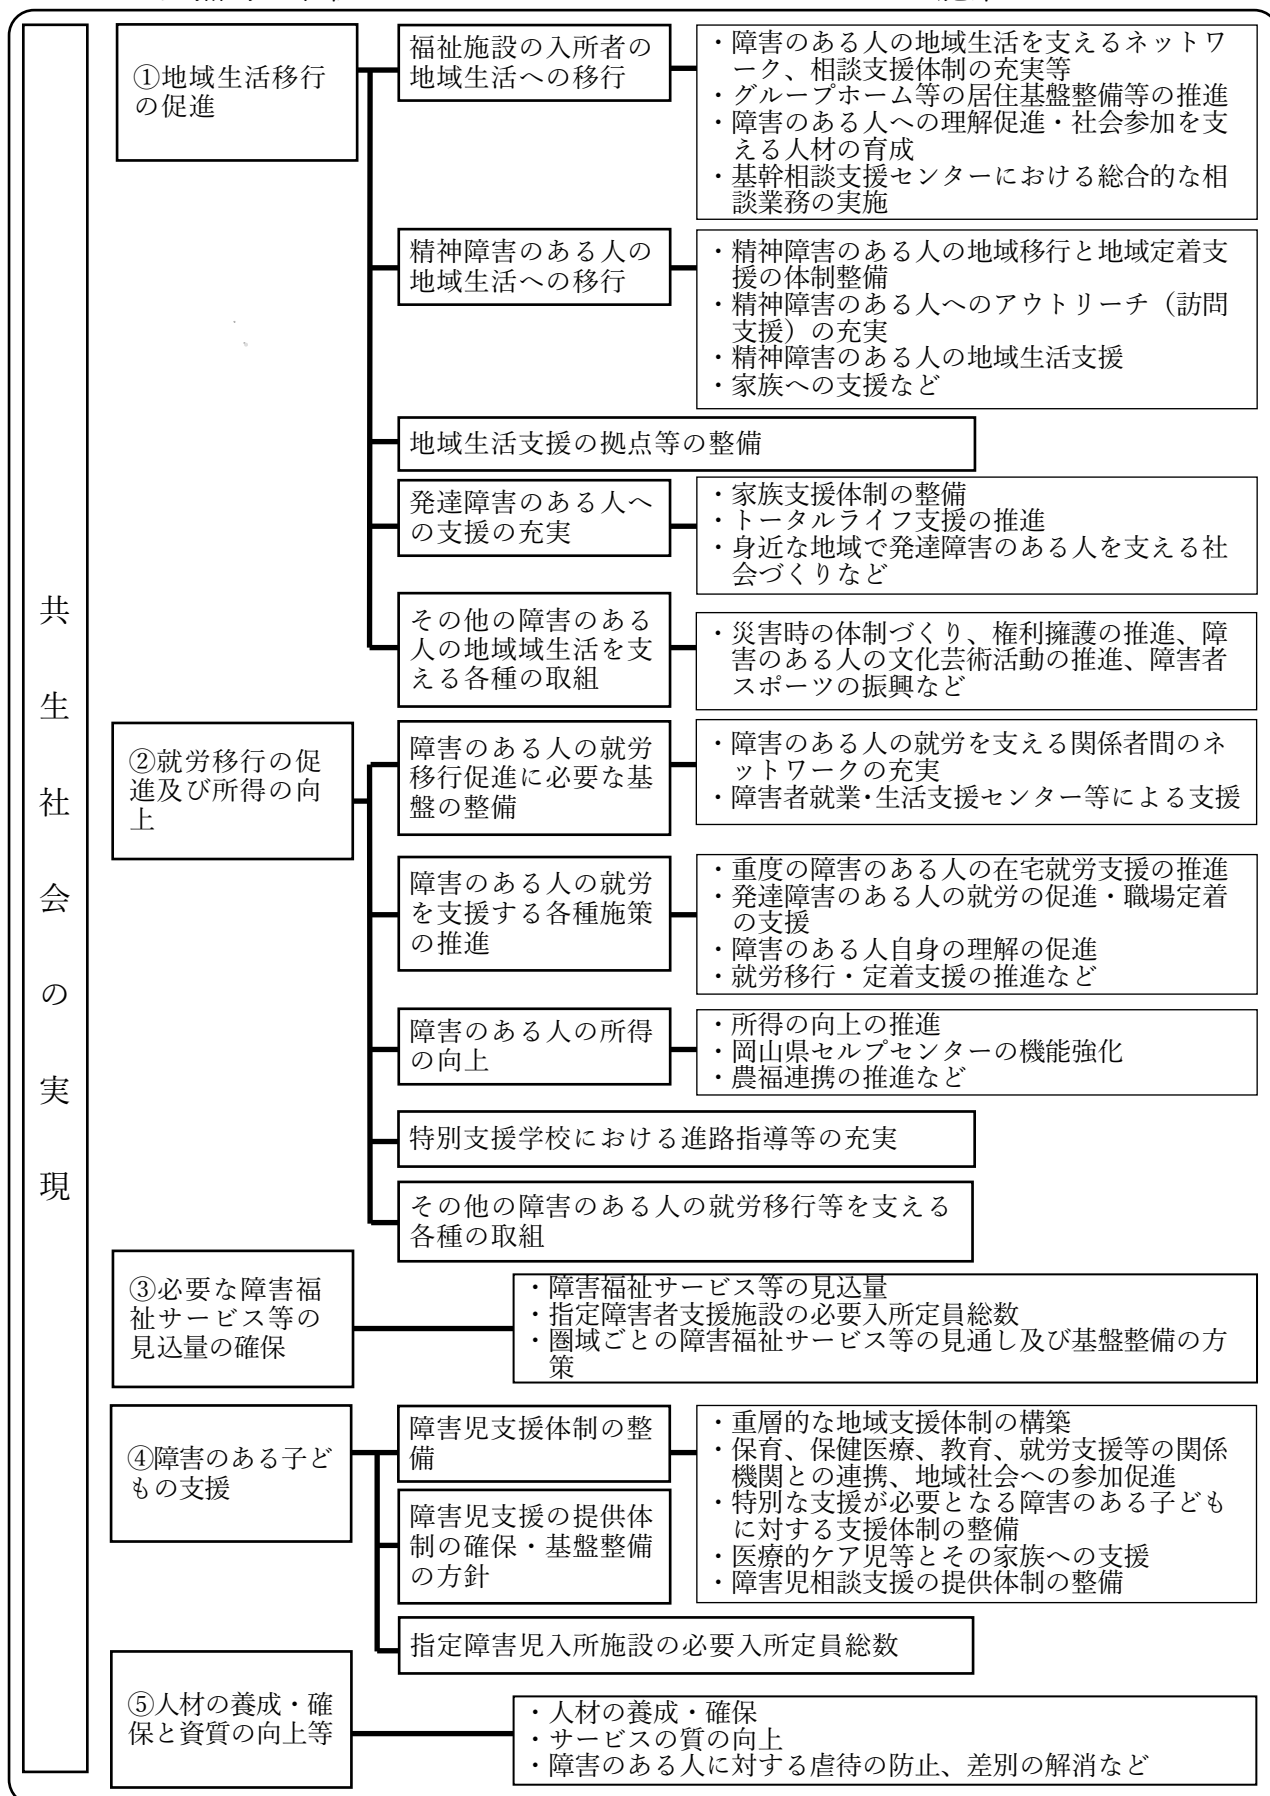 共生社会の実現
①地域生活移行
の促進
福祉施設の入所者の
地域生活への移行
・障害のある人の地域生活を支えるネットワ
ーク、相談支援体制の充実等
・グループホーム等の居住基盤整備等の推進
・障害のある人への理解促進・社会参加を支
える人材の育成
・基幹相談支援センターにおける総合的な相
談業務の実施
精神障害のある人の
地域生活への移行
・精神障害のある人の地域移行と地域定着支
援の体制整備
・精神障害のある人へのアウトリーチ（訪問
支援）の充実
・精神障害のある人の地域生活支援
・家族への支援など
地域生活支援の拠点等の整備
発達障害のある人へ
の支援の充実
・家族支援体制の整備
・トータルライフ支援の推進
・身近な地域で発達障害のある人を支える社
会づくりなど
その他の障害のある
人の地域域生活を支
える各種の取組
・災害時の体制づくり、権利擁護の推進、障
害のある人の文化芸術活動の推進、障害者
スポーツの振興など
②就労移行の促
進及び所得の向
上
障害のある人の就労
移行促進に必要な基
盤の整備
・障害のある人の就労を支える関係者間のネ
ットワークの充実
・障害者就業・生活支援センター等による支援
障害のある人の就労
を支援する各種施策
の推進
・重度の障害のある人の在宅就労支援の推進
・発達障害のある人の就労の促進・職場定着
の支援
・障害のある人自身の理解の促進
・就労移行・定着支援の推進など
障害のある人の所得
の向上
・所得の向上の推進
・岡山県セルプセンターの機能強化
・農福連携の推進など
特別支援学校における進路指導等の充実
その他の障害のある人の就労移行等を支える
各種の取組
③必要な障害福
祉サービス等の
見込量の確保
・障害福祉サービス等の見込量
・指定障害者支援施設の必要入所定員総数
・圏域ごとの障害福祉サービス等の見通し及び基盤整備の方
策
④障害のある子ど
もの支援
障害児支援体制の整
備
障害児支援の提供体
制の確保・基盤整備
の方針
・重層的な地域支援体制の構築
・保育、保健医療、教育、就労支援等の関係
機関との連携、地域社会への参加促進
・特別な支援が必要となる障害のある子ども
に対する支援体制の整備
・医療的ケア児等とその家族への支援
・障害児相談支援の提供体制の整備
指定障害児入所施設の必要入所定員総数
⑤人材の養成・確
保と資質の向上等
・人材の養成・確保
・サービスの質の向上
・障害のある人に対する虐待の防止、差別の解消など